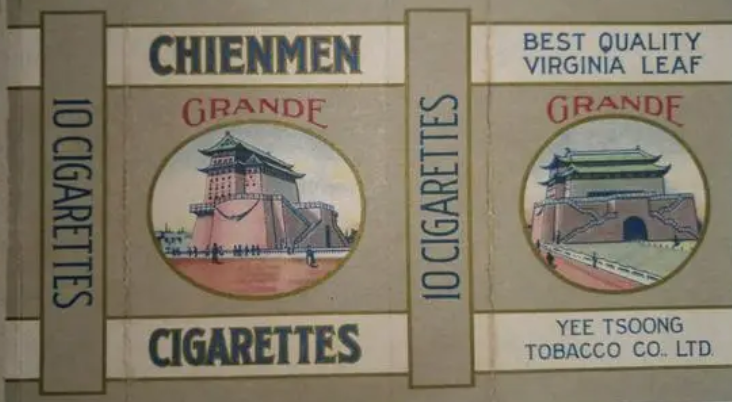 10 CIGARETTES
CHIENMEN
GRANDE
CIGARETTES
10 CIGARETTES
BEST QUALITY
VIRGINIA LEAF
GRANDE
YEE TSOONG
TOBACCO CO., LTD.